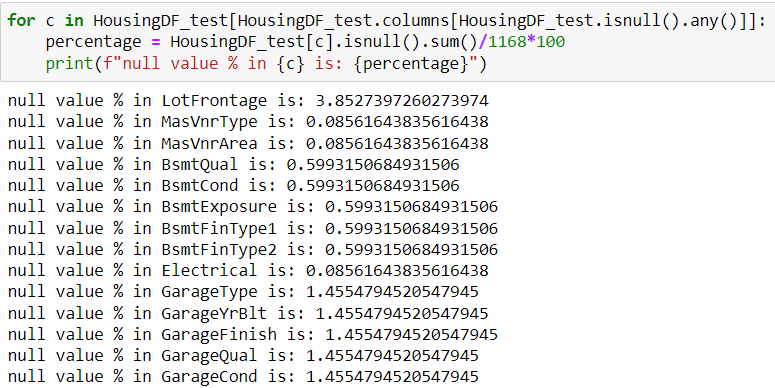 for c in HousingDF_test[HousingDF_test.columns[HousingDF_test.isnull().any()]]:
    percentage = HousingDF_test[c].isnull().sum()/1168*100
    print(f"null value % in {c} is: {percentage}")
null value % in LotFrontage is: 3.8527397260273974
null value % in MasVnrType is: 0.08561643835616438
null value % in MasVnrArea is: 0.08561643835616438
null value % in BsmtQual is: 0.5993150684931506
null value % in BsmtCond is: 0.5993150684931506
null value % in BsmtExposure is: 0.5993150684931506
null value % in BsmtFinType1 is: 0.5993150684931506
null value % in BsmtFinType2 is: 0.5993150684931506
null value % in Electrical is: 0.08561643835616438
null value % in GarageType is: 1.4554794520547945
null value % in GarageYrBlt is: 1.4554794520547945
null value % in GarageFinish is: 1.4554794520547945
null value % in GarageQual is: 1.4554794520547945
null value % in GarageCond is: 1.4554794520547945